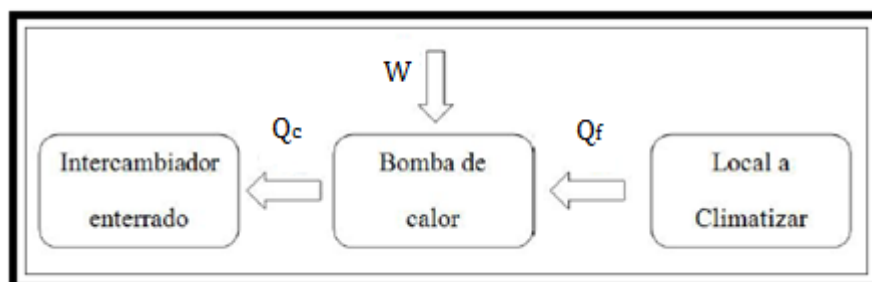 W
Qc
Qf
Intercambiador
enterrado
Bomba de
calor
Local a
Climatizar